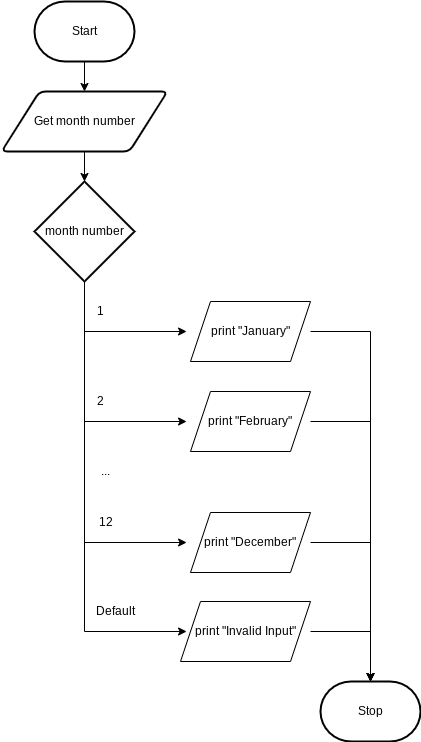 Start
Get month number
month number
1
print "January"
2
print "February"
...
12
print "December"
Default
print "Invalid Input"
Stop